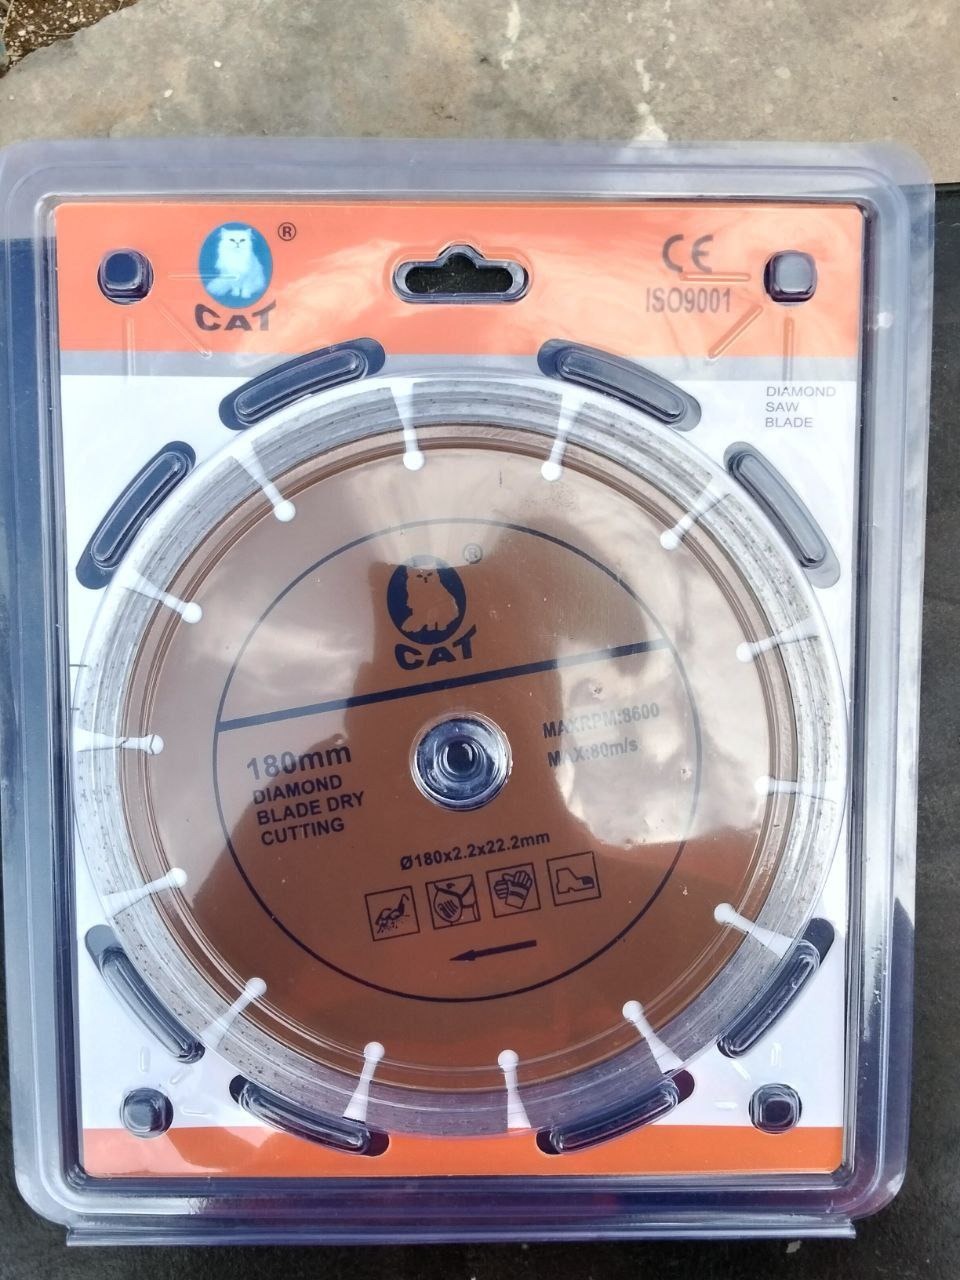 ®
CAT
CE
ISO9001
DIAMOND
SAW
BLADE
®
CAT
180mm
DIAMOND
BLADE DRY
CUTTING
MAXRPM:8600
MAX:80m/s
Ø180x2.2x22.2mm